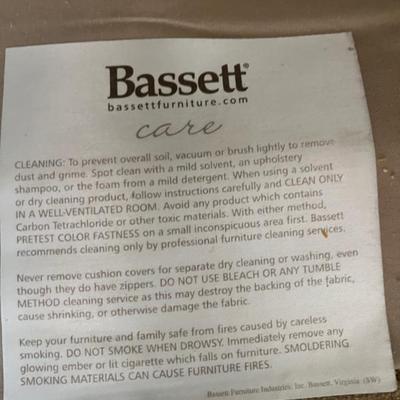 Bassett®
bassettfurniture.com
care
CLEANING: To prevent overall soil, vacuum or brush lightly to remove
dust and grime. Spot clean with a mild solvent, an upholstery
shampoo, or the foam from a mild detergent. When using a solvent
or dry cleaning product, follow instructions carefully and CLEAN ONLY
IN A WELL-VENTILATED ROOM. Avoid any product which contains
Carbon Tetrachloride or other toxic materials. With either method,
PRETEST COLOR FASTNESS on a small inconspicuous area first. Bassett
recommends cleaning only by professional furniture cleaning services.
Never remove cushion covers for separate dry cleaning or washing, even
though they do have zippers. DO NOT USE BLEACH OR ANY TUMBLE
METHOD cleaning service as this may destroy the backing of the fabric,
cause shrinking, or otherwise damage the fabric.
Keep your furniture and family safe from fires caused by careless
smoking. DO NOT SMOKE WHEN DROWSY. Immediately remove any
glowing ember or lit cigarette which falls on furniture. SMOLDERING
SMOKING MATERIALS CAN CAUSE FURNITURE FIRES.
Bassett Furniture Industries, Inc. Bassett, Virginia (SW)